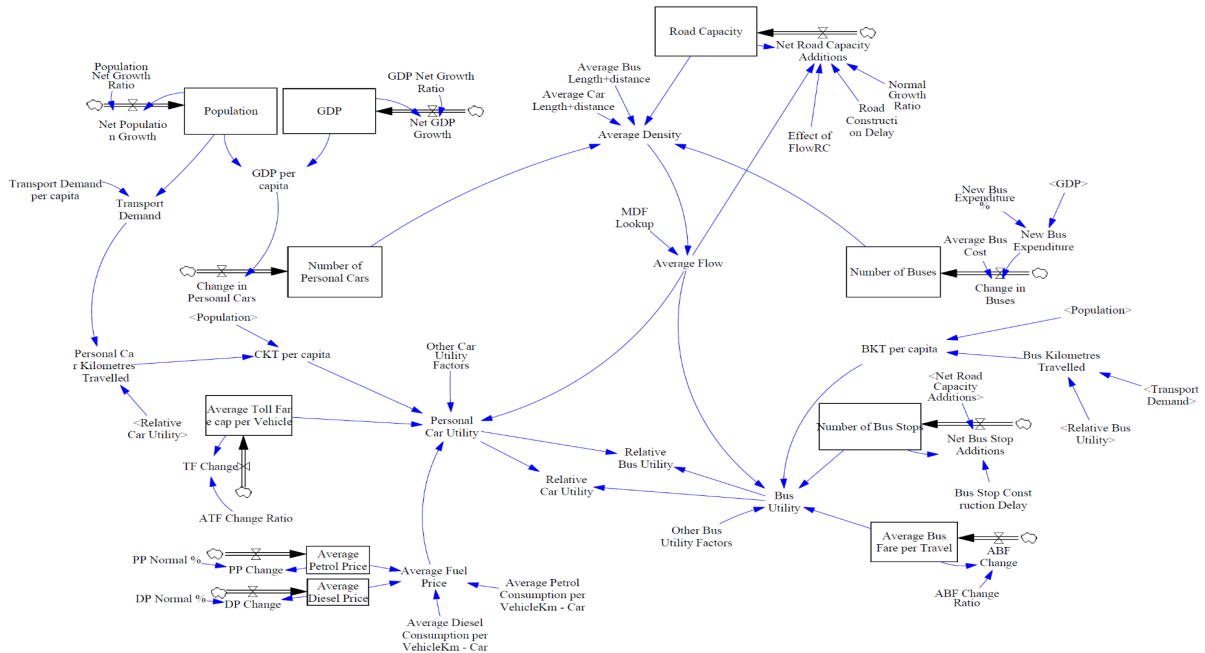 Road Capacity
Net Road Capacity
Additions
Population
Net Growth
Ratio
GDP Net Growth
Ratio
Average Bus
Length+distance
Average Car
Length+distance
Normal
Growth Ratio
Population
GDP
Net Populatio
n Growth
Net GDP
Growth
Road
Constructi
on Delay
Effect of
FlowRC
Average Density
GDP per
capita
Transport Demand
per capita
Transport
Demand
New Bus
Expenditure
%
<GDP>
MDF
Lookup
New Bus
Expenditure
Average Bus
Cost
Number of
Personal Cars
Average Flow
Number of Buses
Change in
Persoanl Cars
Change in
Buses
<Population>
<Population>
Personal Ca
r Kilometres
Travelled
CKT per capita
Other Car
Utility
Factors
BKT per capita
Bus Kilometres
Travelled
<Net Road
Capacity
Additions>
<Transport
Demand>
<Relative
Car Utility>
Average Toll Far
e cap per Vehicle
Personal
Car Utility
Number of Bus Stops
<Relative Bus
Utility>
Net Bus Stop
Additions
TF Change
Relative
Bus Utility
Relative
Car Utility
Bus
Utility
Bus Stop Const
ruction Delay
ATF Change Ratio
Other Bus
Utility Factors
Average Bus
Fare per Travel
ABF
Change
PP Normal %
PP Change
Average
Petrol Price
Average Fuel
Price
Average Petrol
Consumption per
VehicleKm - Car
DP Normal %
DP Change
Average
Diesel Price
ABF Change
Ratio
Average Diesel
Consumption per
VehicleKm - Car